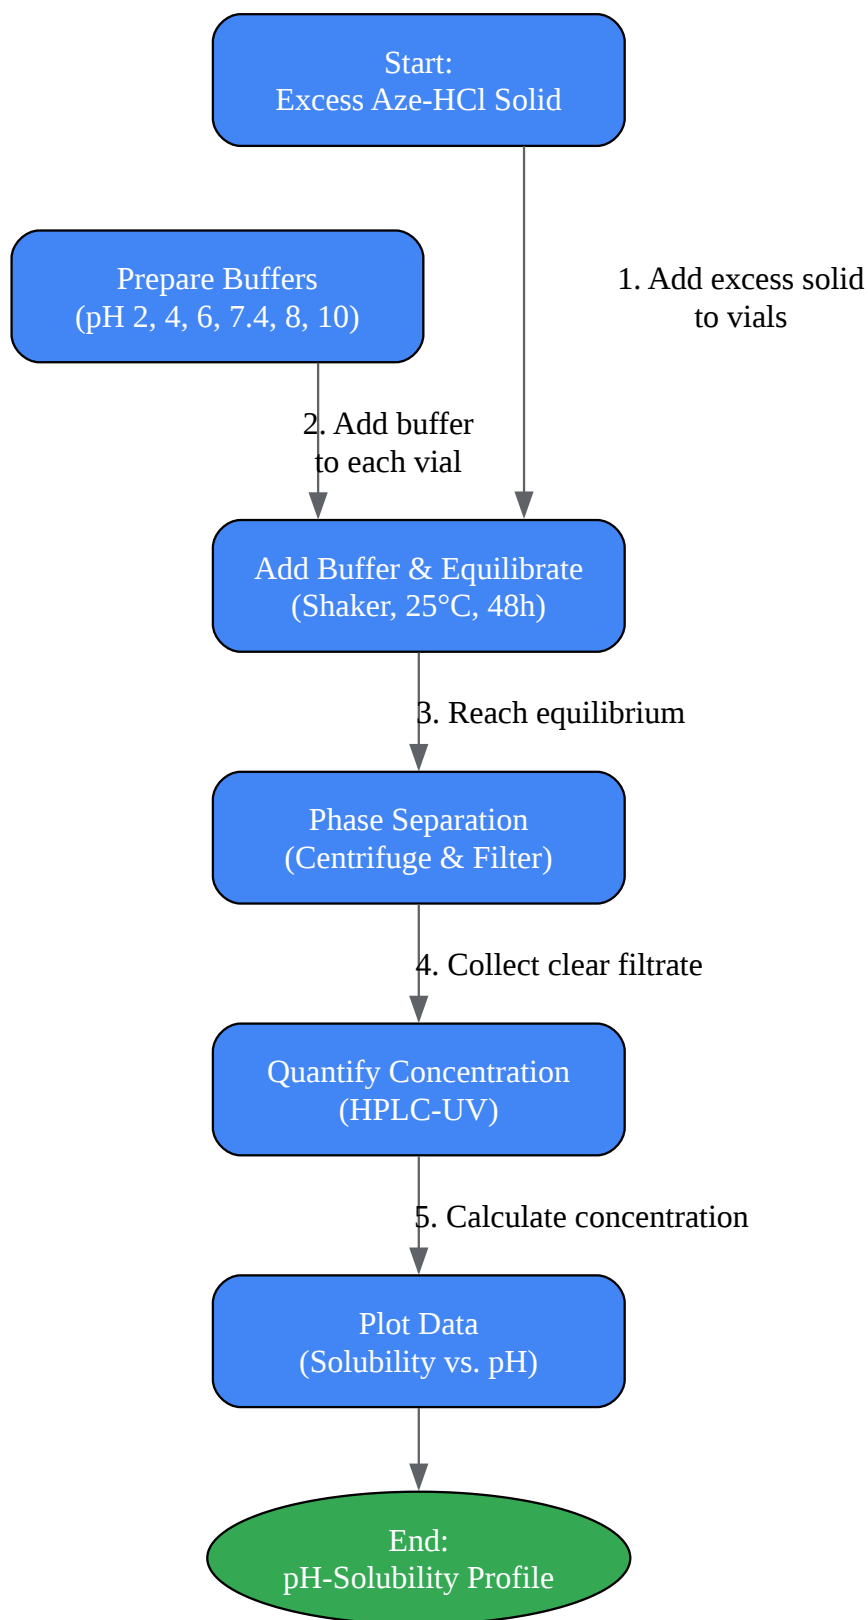 Start:
Excess Aze-HCl Solid
Prepare Buffers
(pH 2, 4, 6, 7.4, 8, 10)
1. Add excess solid
to vials
2. Add buffer
to each vial
Add Buffer & Equilibrate
(Shaker, 25°C, 48h)
3. Reach equilibrium
Phase Separation
(Centrifuge & Filter)
4. Collect clear filtrate
Quantify Concentration
(HPLC-UV)
5. Calculate concentration
Plot Data
(Solubility vs. pH)
End:
pH-Solubility Profile